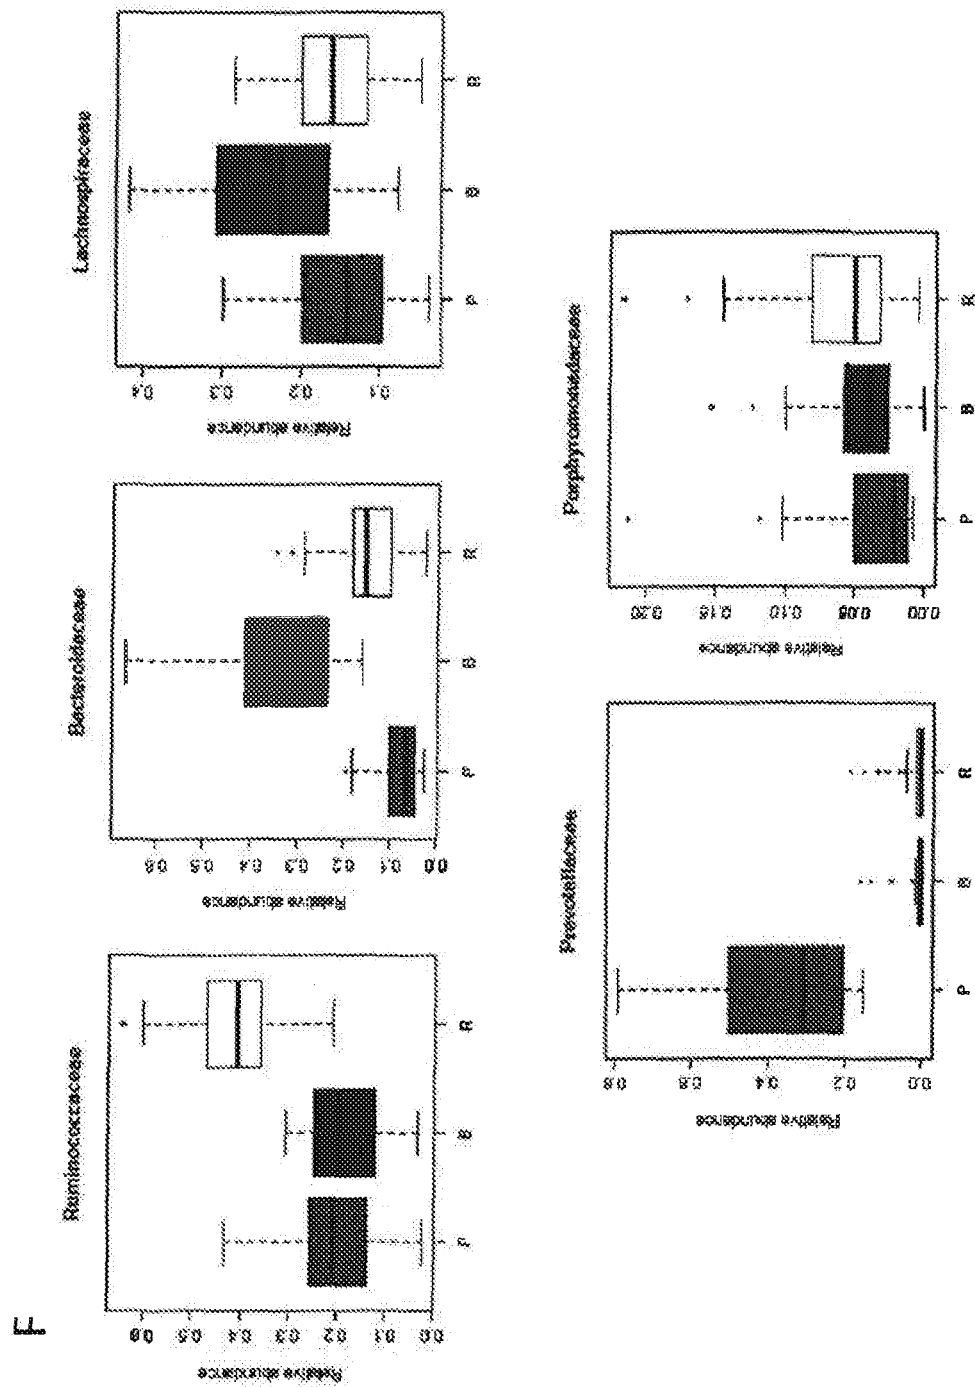 F
Ruminococcaceae
Relative abundance
0.6
0.5
0.4
0.3
0.2
0.1
0.0
P
B
R
Bacteroidaceae
Relative abundance
0.6
0.5
0.4
0.3
0.2
0.1
0.0
P
B
R
Lachnospiraceae
Relative abundance
0.4
0.3
0.2
0.1
P
B
R
Prevotellaceae
Relative abundance
0.8
0.6
0.4
0.2
0.0
P
B
R
Porphyromonadaceae
Relative abundance
0.20
0.15
0.10
0.05
0.00
P
B
R